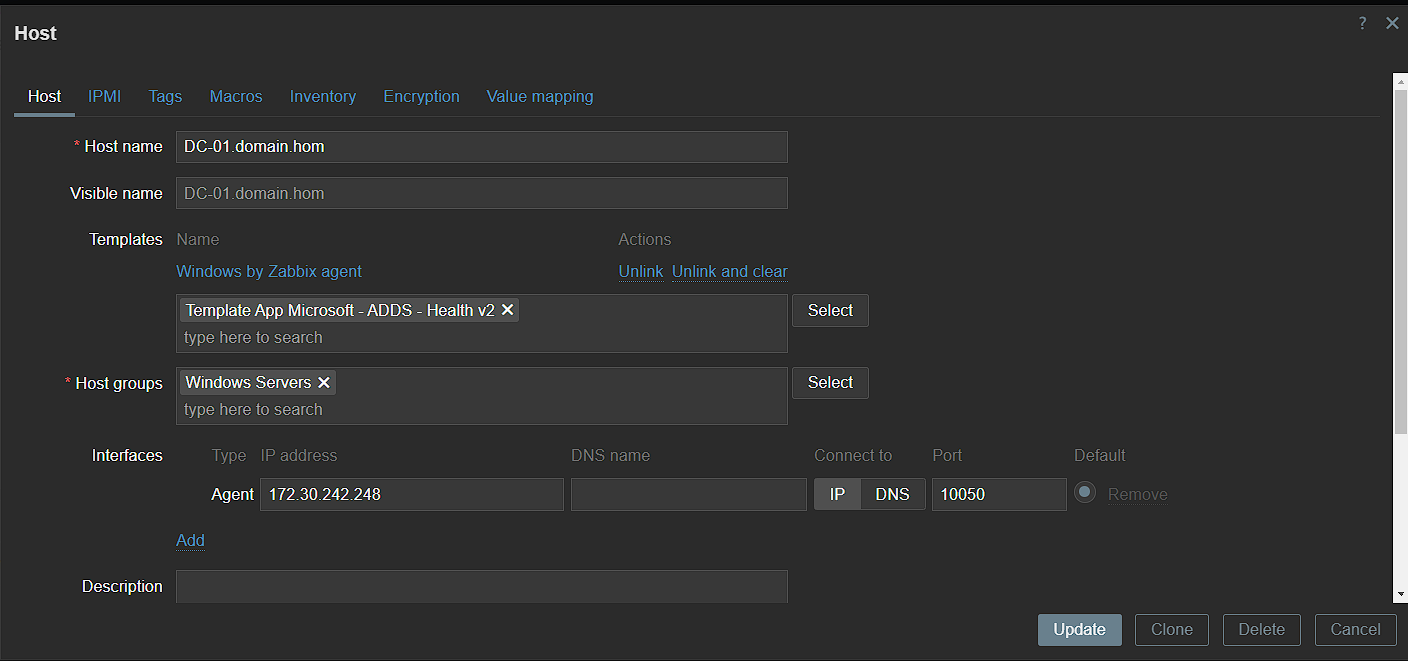 Host
?
Host IPMI Tags Macros Inventory Encryption Value mapping
* Host name DC-01.domain.hom
Visible name DC-01.domain.hom
Templates Name Actions
Windows by Zabbix agent Unlink Unlink and clear
Template App Microsoft - ADDS - Health v2 Select
type here to search
* Host groups Windows Servers Select
type here to search
Interfaces Type IP address DNS name Connect to Port Default
Agent 172.30.242.248 IP DNS 10050 Remove
Add
Description
Update Clone Delete Cancel